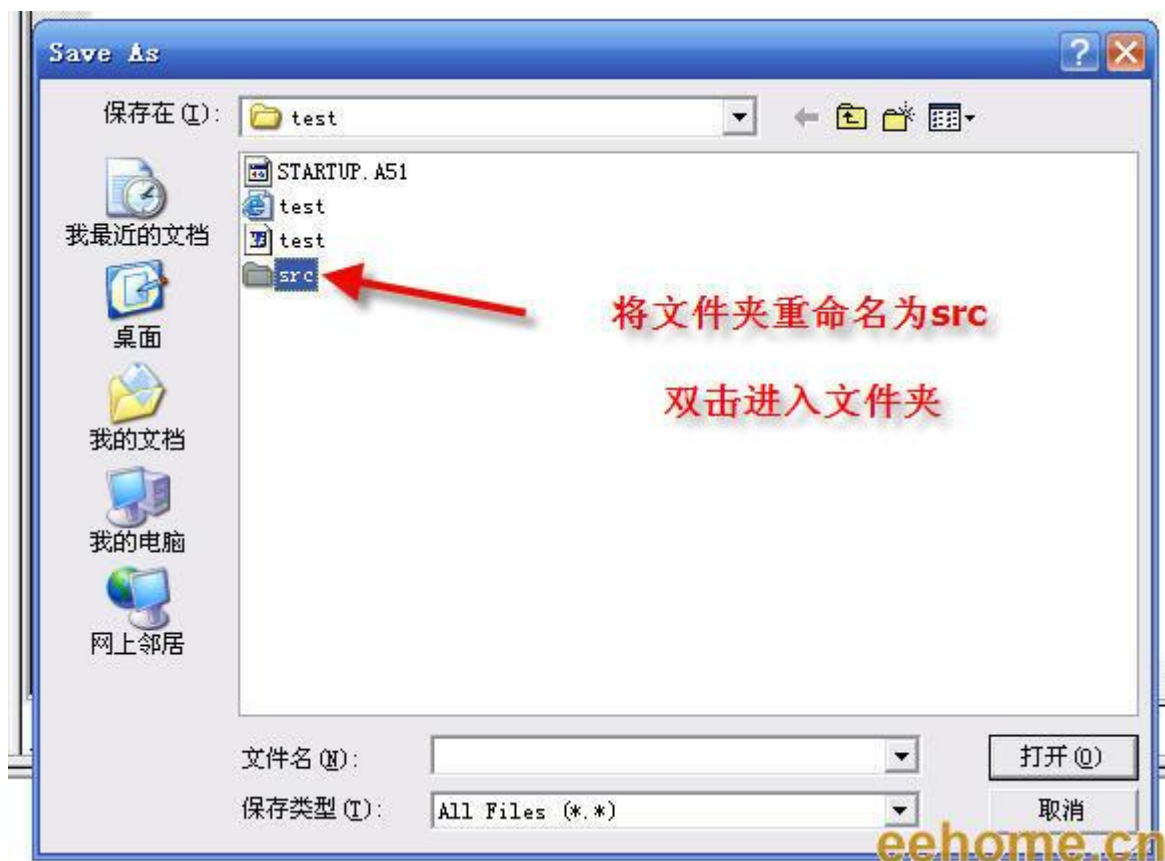 Save As
保存在(I):
test
STARTUP.A51
test
test
src
我最近的文档
桌面
我的文档
我的电脑
网上邻居
将文件夹重命名为src
双击进入文件夹
文件名(N):
打开(O)
保存类型(T):
All Files (*.*)
取消
eehome.cn